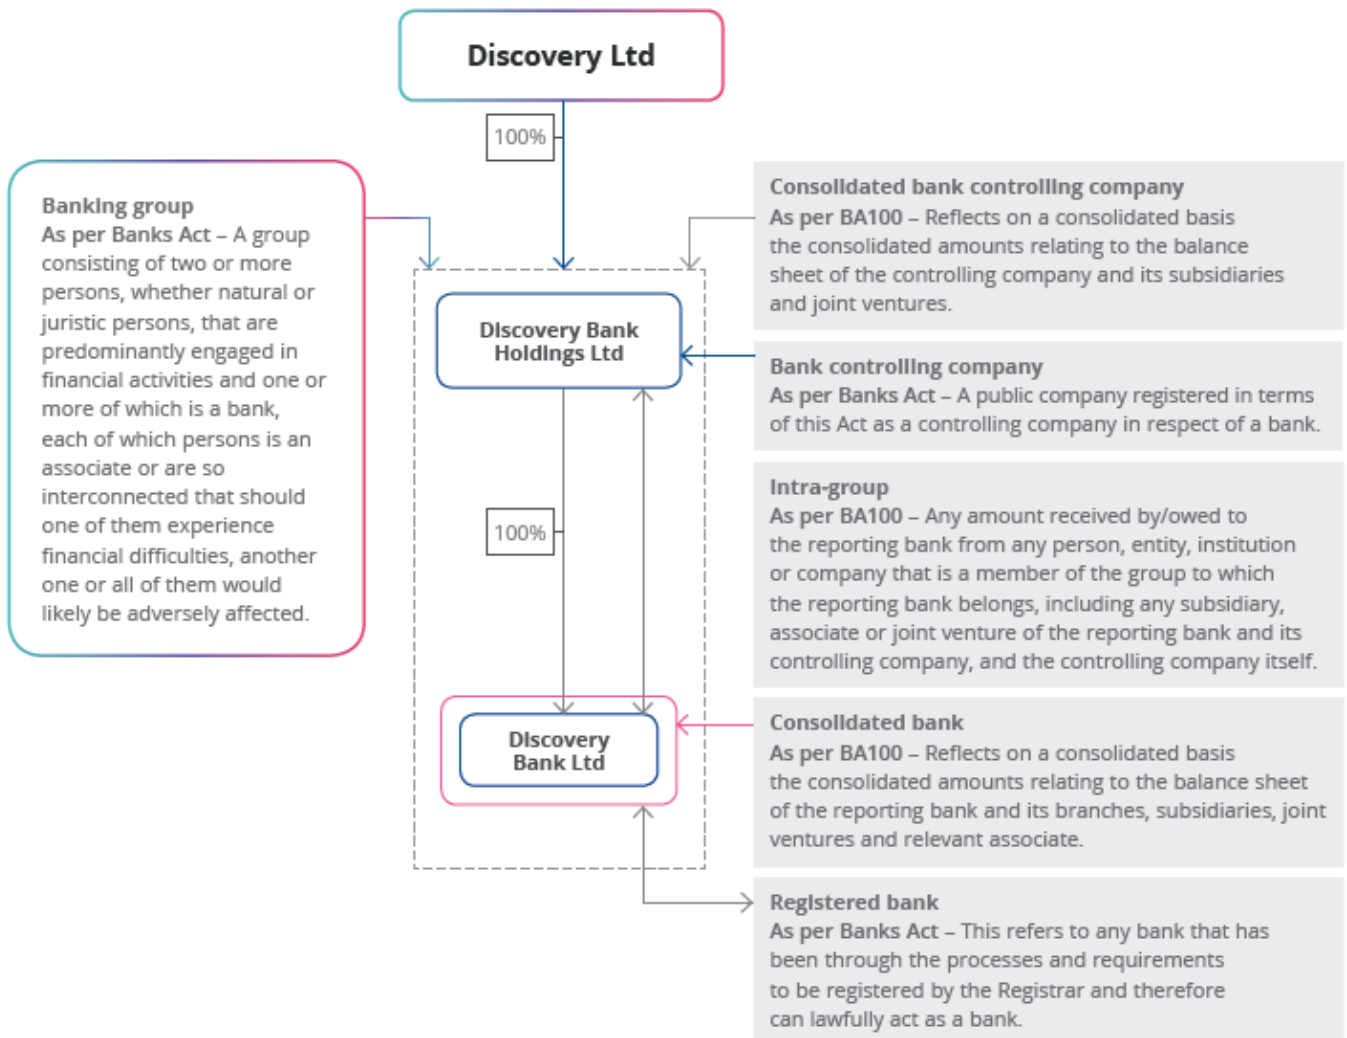 Discovery Ltd
100%
Banking group
As per Banks Act – A group
consisting of two or more
persons, whether natural or
juristic persons, that are
predominantly engaged in
financial activities and one or
more of which is a bank,
each of which persons is an
associate or are so
interconnected that should
one of them experience
financial difficulties, another
one or all of them would
likely be adversely affected.
Discovery Bank
Holdings Ltd
100%
Discovery
Bank Ltd
Consolidated bank controlling company
As per BA100 – Reflects on a consolidated basis
the consolidated amounts relating to the balance
sheet of the controlling company and its subsidiaries
and joint ventures.
Bank controlling company
As per Banks Act – A public company registered in terms
of this Act as a controlling company in respect of a bank.
Intra-group
As per BA100 – Any amount received by/owed to
the reporting bank from any person, entity, institution
or company that is a member of the group to which
the reporting bank belongs, including any subsidiary,
associate or joint venture of the reporting bank and its
controlling company, and the controlling company itself.
Consolidated bank
As per BA100 – Reflects on a consolidated basis
the consolidated amounts relating to the balance sheet
of the reporting bank and its branches, subsidiaries, joint
ventures and relevant associate.
Registered bank
As per Banks Act – This refers to any bank that has
been through the processes and requirements
to be registered by the Registrar and therefore
can lawfully act as a bank.